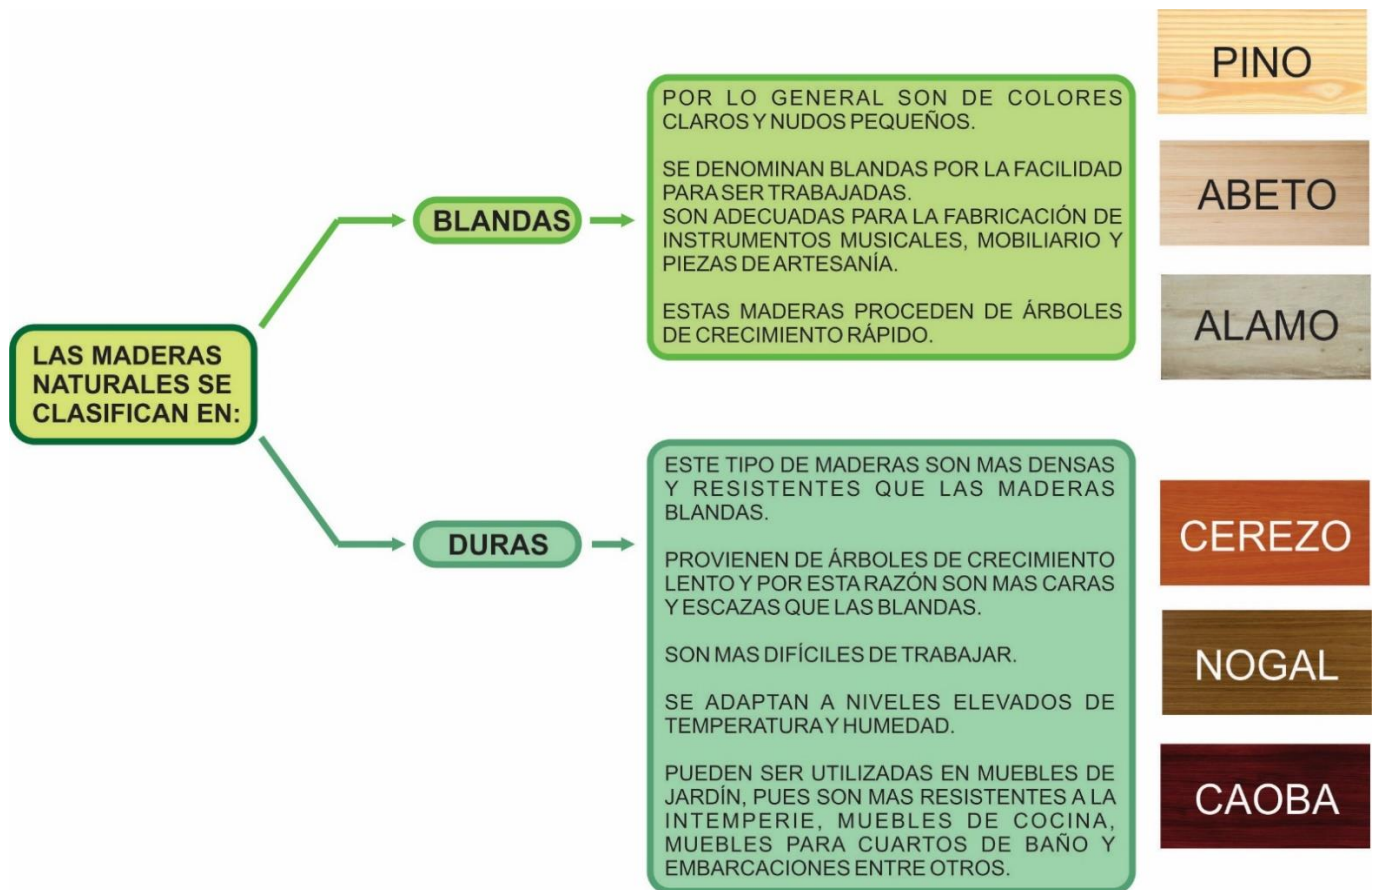 LAS MADERAS
NATURALES SE
CLASIFICAN EN:
BLANDAS
POR LO GENERAL SON DE COLORES
CLAROS Y NUDOS PEQUEÑOS.
SE DENOMINAN BLANDAS POR LA FACILIDAD
PARA SER TRABAJADAS.
SON ADECUADAS PARA LA FABRICACIÓN DE
INSTRUMENTOS MUSICALES, MOBILIARIO Y
PIEZAS DE ARTESANÍA.
ESTAS MADERAS PROCEDEN DE ÁRBOLES
DE CRECIMIENTO RÁPIDO.
PINO
ABETO
ALAMO
DURAS
ESTE TIPO DE MADERAS SON MAS DENSAS
Y RESISTENTES QUE LAS MADERAS
BLANDAS.
PROVIENEN DE ÁRBOLES DE CRECIMIENTO
LENTO Y POR ESTA RAZÓN SON MAS CARAS
Y ESCAZAS QUE LAS BLANDAS.
SON MAS DIFÍCILES DE TRABAJAR.
SE ADAPTAN A NIVELES ELEVADOS DE
TEMPERATURA Y HUMEDAD.
PUEDEN SER UTILIZADAS EN MUEBLES DE
JARDÍN, PUES SON MAS RESISTENTES A LA
INTEMPERIE, MUEBLES DE COCINA,
MUEBLES PARA CUARTOS DE BAÑO Y
EMBARCACIONES ENTRE OTROS.
CEREZO
NOGAL
CAOBA